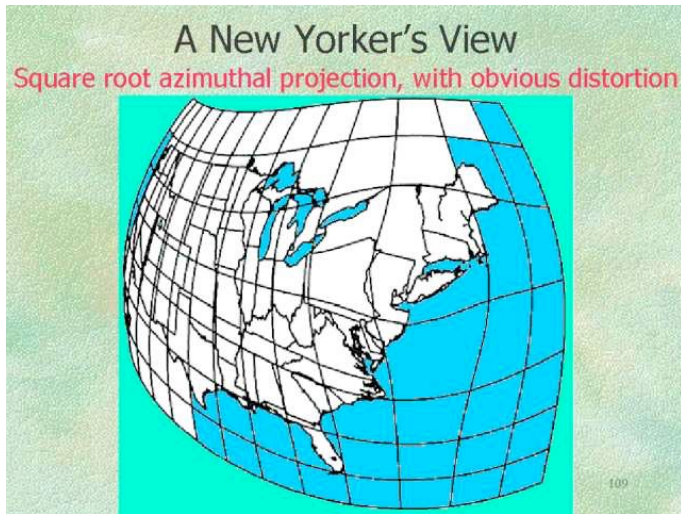 A New Yorker’s View
Square root azimuthal projection, with obvious distortion
109